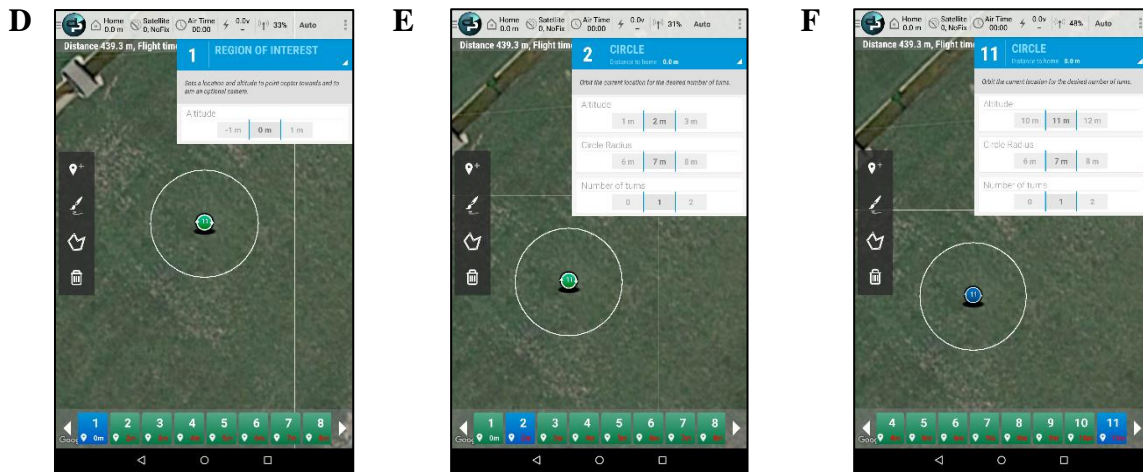 D
Home
0.0 m
Satellite
0, NoFix
Air Time
00:00
0.0v
-
33%
Auto
Distance 439.3 m, Flight time
1
REGION OF INTEREST
Sets a location and altitude to point copter towards and to
aim an optional camera.
Altitude
-1 m 0 m 1 m
11
1 2 3 4 5 6 7 8
0m
E
Home
0.0 m
Satellite
0, NoFix
Air Time
00:00
0.0v
-
31%
Auto
Distance 439.3 m, Flight time
2
CIRCLE
Distance to home 0.0 m
Orbit the current location for the desired number of turns.
Altitude
1 m 2 m 3 m
Circle Radius
6 m 7 m 8 m
Number of turns
0 1 2
11
1 2 3 4 5 6 7 8
0m
F
Home
0.0 m
Satellite
0, NoFix
Air Time
00:00
0.0v
-
48%
Auto
Distance 439.3 m, Flight time
11
CIRCLE
Distance to home 0.0 m
Orbit the current location for the desired number of turns.
Altitude
10 m 11 m 12 m
Circle Radius
6 m 7 m 8 m
Number of turns
0 1 2
11
4 5 6 7 8 9 10 11